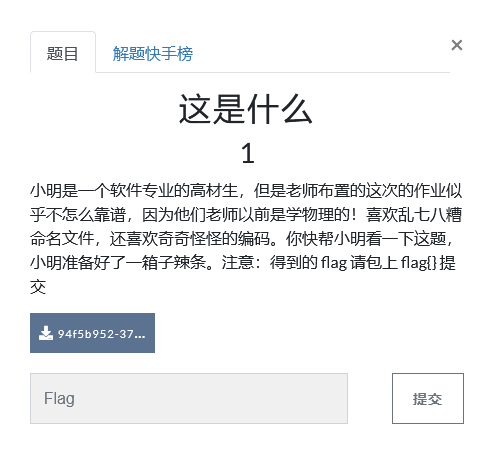 题目 解题快手榜 ×
这是什么
1
小明是一个软件专业的高材生，但是老师布置的这次的作业似
乎不怎么靠谱，因为他们老师以前是学物理的！喜欢乱七八糟
命名文件，还喜欢奇奇怪怪的编码。你快帮小明看一下这题，
小明准备好了一箱子辣条。注意：得到的 flag 请包上 flag{} 提
交
94f5b952-37...
Flag
提交